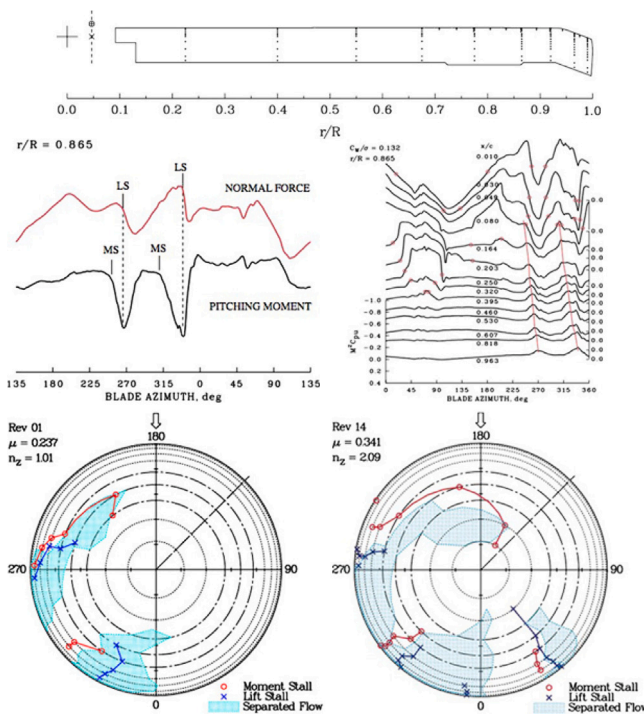 0.0 0.1 0.2 0.3 0.4 0.5 0.6 0.7 0.8 0.9 1.0
r/R
r/R = 0.865
LS
LS
NORMAL FORCE
MS
MS
PITCHING MOMENT
135 180 225 270 315 0 45 90 135
BLADE AZIMUTH, deg
C_W/σ = 0.132
r/R = 0.865
x/c
0.010
0.030
0.049
0.080
0.164
0.203
0.250
0.320
0.395
0.460
0.530
0.607
0.818
0.963
-1.0
-0.8
-0.6
-0.4
-0.2
0.0
0.2
0.4
M²C_pu
0 45 90 135 180 225 270 315 360
BLADE AZIMUTH, deg
Rev 01
μ = 0.237
n_z = 1.01
180
270
90
0
Moment Stall
Lift Stall
Separated Flow
Rev 14
μ = 0.341
n_z = 2.09
180
270
90
0
Moment Stall
Lift Stall
Separated Flow